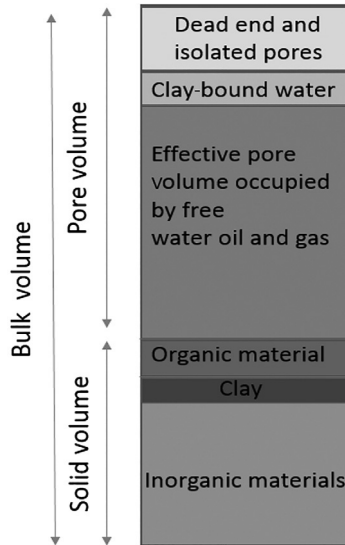 Dead end and
isolated pores
Clay-bound water
Effective pore
volume occupied
by free
water oil and gas
Organic material
Clay
Inorganic materials
Bulk volume
Pore volume
Solid volume